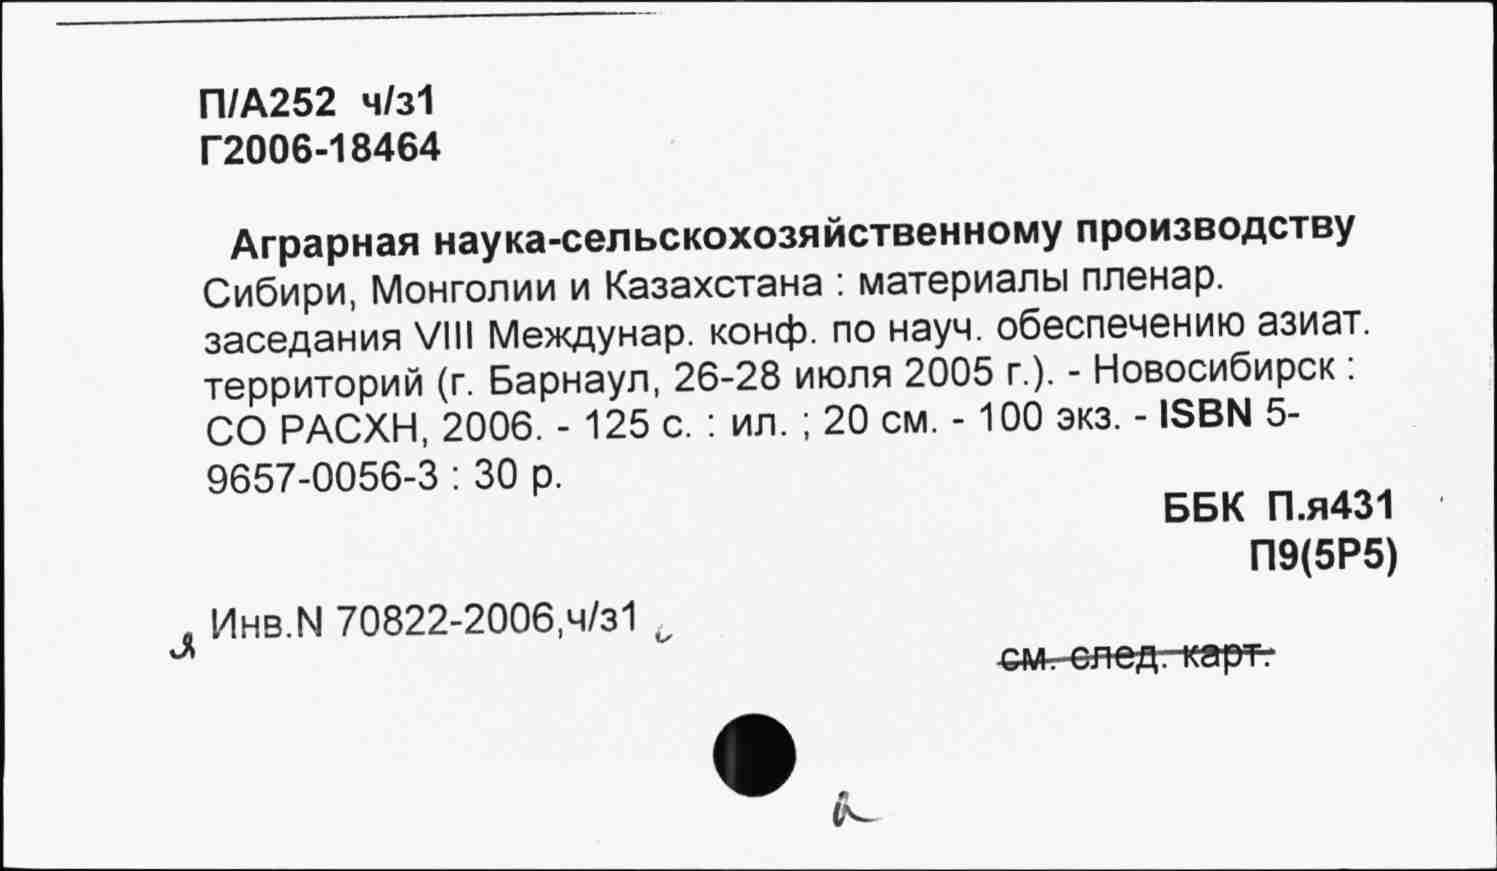 П/А252 ч/з1
Г2006-18464
Аграрная наука-сельскохозяйственному производству
Сибири, Монголии и Казахстана : материалы пленар.
заседания VIII Междунар. конф. по науч. обеспечению азиат.
территорий (г. Барнаул, 26-28 июля 2005 г.). - Новосибирск :
СО РАСХН, 2006. - 125 с. : ил. ; 20 см. - 100 экз. - ISBN 5-
9657-0056-3 : 30 р.
ББК П.я431
П9(5Р5)
Инв.N 70822-2006,ч/з1
я
см. след. карт.
а